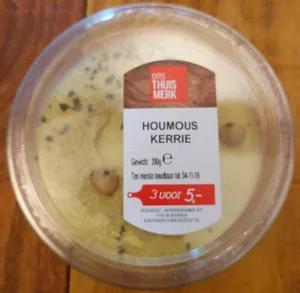 ons
THUIS
MERK
HOUMOUS
KERRIE
Gewicht: 200g ℮
Ten minste houdbaar tot: 04-11-19
3 voor 5,-